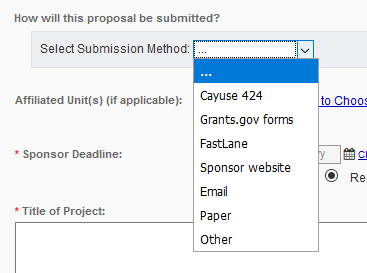 How will this proposal be submitted?
Select Submission Method: ...
...
Cayuse 424
Affiliated Unit(s) (if applicable): to Choos
Grants.gov forms
FastLane
* Sponsor Deadline:
Sponsor website
Re
Email
* Title of Project:
Paper
Other